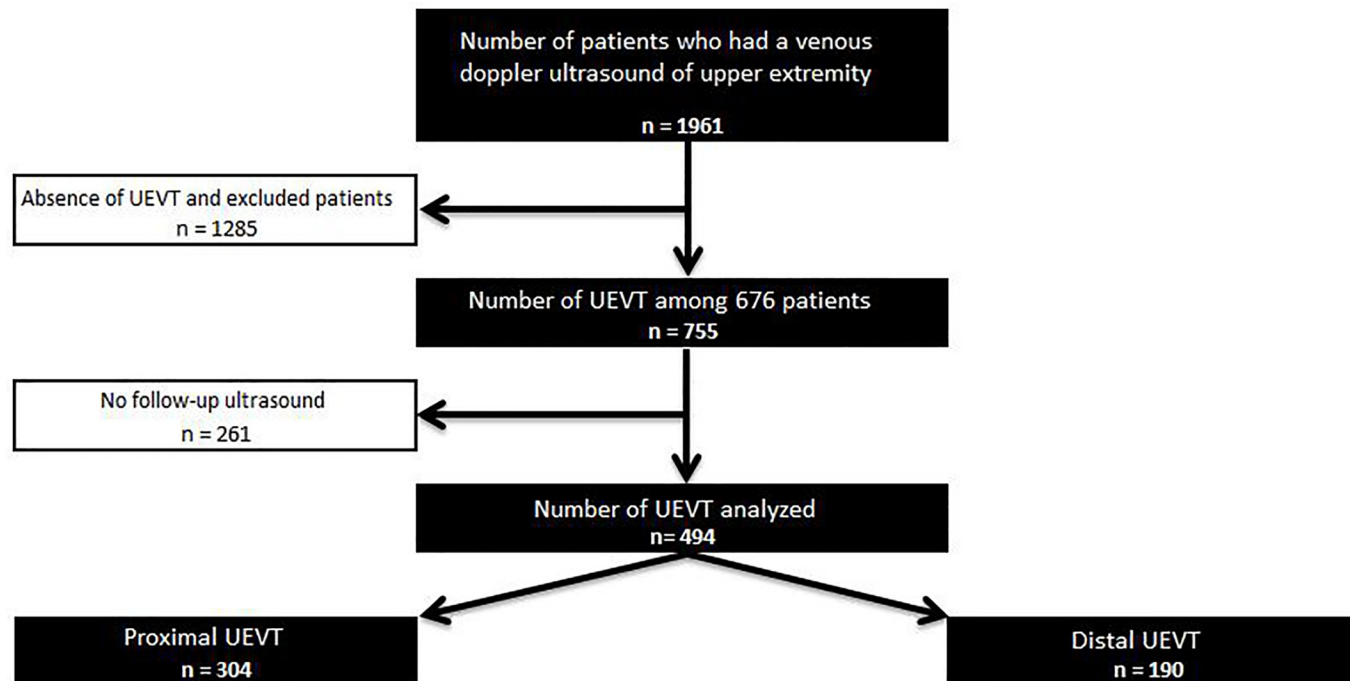 Number of patients who had a venous
doppler ultrasound of upper extremity
n = 1961
Absence of UEVT and excluded patients
n = 1285
Number of UEVT among 676 patients
n = 755
No follow-up ultrasound
n = 261
Number of UEVT analyzed
n= 494
Proximal UEVT
n = 304
Distal UEVT
n = 190